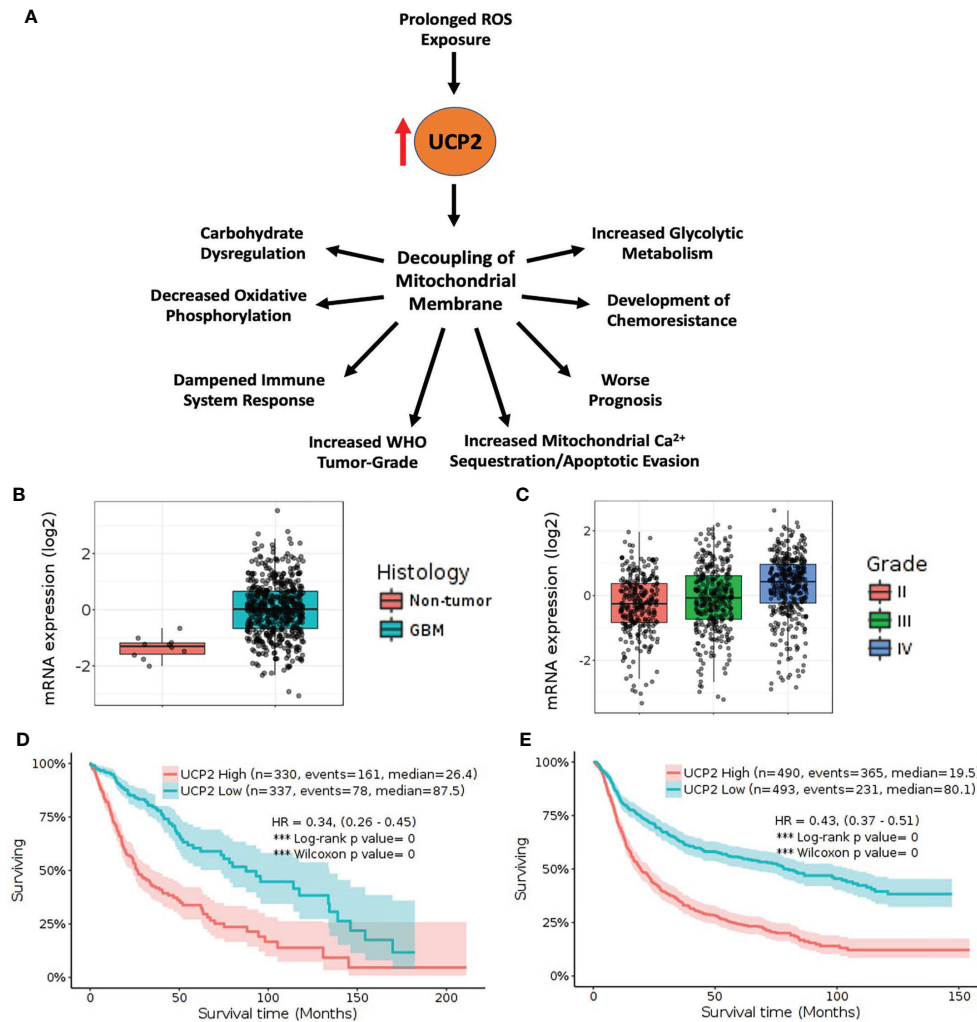 A
Prolonged ROS
Exposure
UCP2
Carbohydrate
Dysregulation
Decoupling of
Mitochondrial
Membrane
Increased Glycolytic
Metabolism
Decreased Oxidative
Phosphorylation
Development of
Chemoresistance
Dampened Immune
System Response
Worse
Prognosis
Increased WHO
Tumor-Grade
Increased Mitochondrial Ca²⁺
Sequestration/Apoptotic Evasion
B
mRNA expression (log2)
2
0
-2
Histology
Non-tumor
GBM
C
mRNA expression (log2)
2
0
-2
Grade
II
III
IV
D
Surviving
100%
75%
50%
25%
0%
UCP2 High (n=330, events=161, median=26.4)
UCP2 Low (n=337, events=78, median=87.5)
HR = 0.34, (0.26 - 0.45)
*** Log-rank p value= 0
*** Wilcoxon p value= 0
0 50 100 150 200
Survival time (Months)
E
Surviving
100%
75%
50%
25%
0%
UCP2 High (n=490, events=365, median=19.5)
UCP2 Low (n=493, events=231, median=80.1)
HR = 0.43, (0.37 - 0.51)
*** Log-rank p value= 0
*** Wilcoxon p value= 0
0 50 100 150
Survival time (Months)